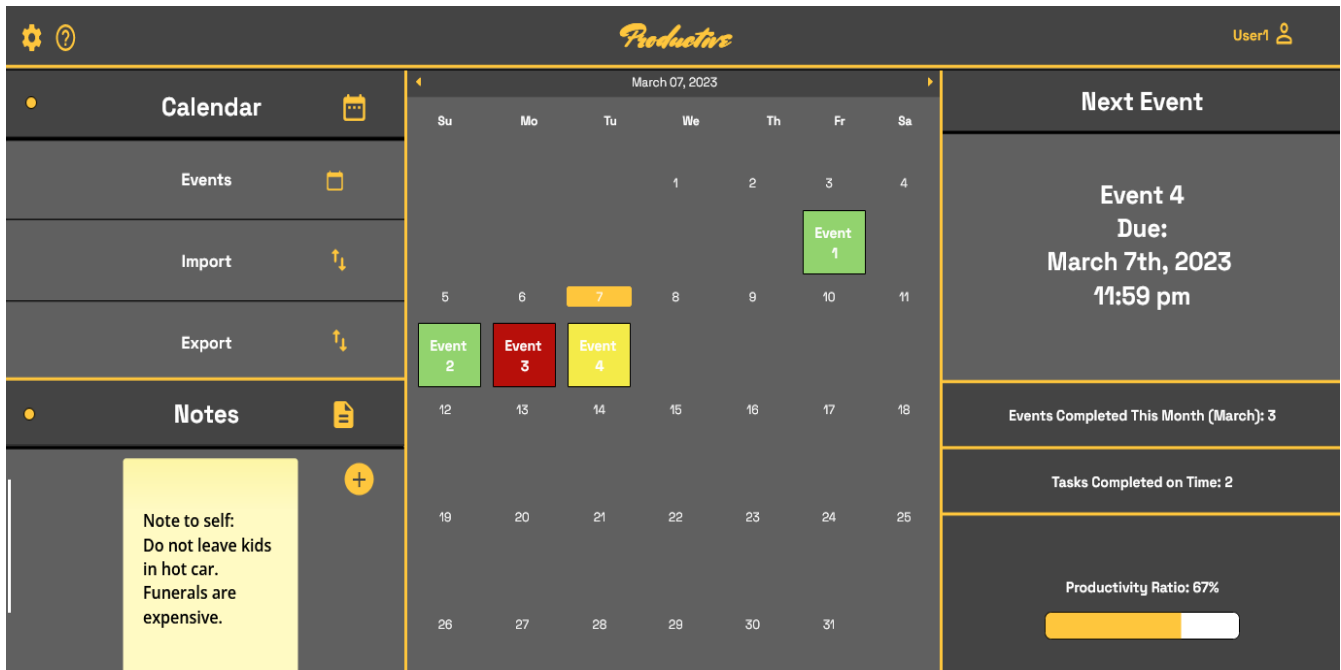 Productive
User1
Calendar
Events
Import
Export
Notes
Note to self:
Do not leave kids
in hot car.
Funerals are
expensive.
March 07, 2023
Su Mo Tu We Th Fr Sa
1 2 3 4
Event
1
5 6 7 8 9 10 11
Event Event Event
2 3 4
12 13 14 15 16 17 18
19 20 21 22 23 24 25
26 27 28 29 30 31
Next Event
Event 4
Due:
March 7th, 2023
11:59 pm
Events Completed This Month (March): 3
Tasks Completed on Time: 2
Productivity Ratio: 67%